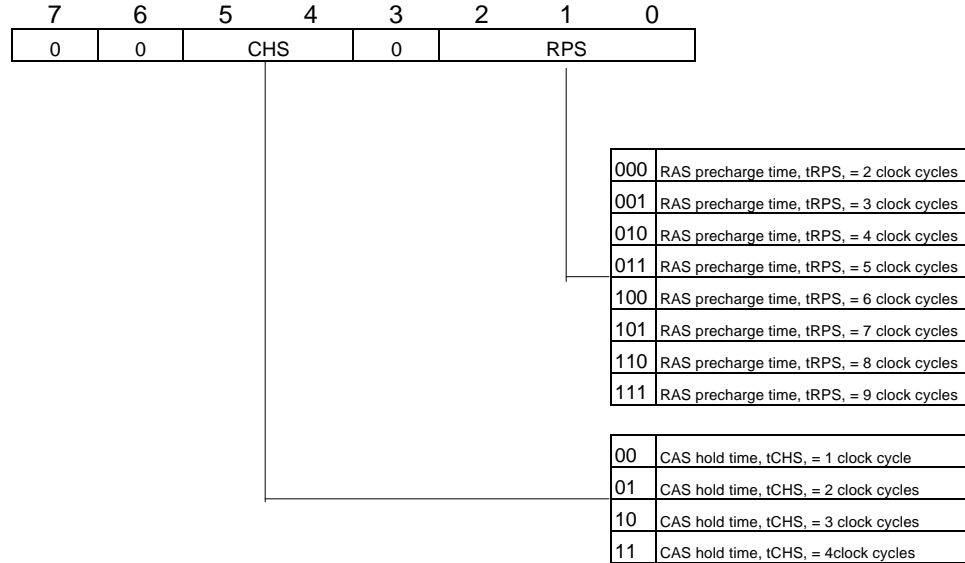 7 6 5 4 3 2 1 0
0 0 CHS 0 RPS
000 RAS precharge time, tRPS, = 2 clock cycles
001 RAS precharge time, tRPS, = 3 clock cycles
010 RAS precharge time, tRPS, = 4 clock cycles
011 RAS precharge time, tRPS, = 5 clock cycles
100 RAS precharge time, tRPS, = 6 clock cycles
101 RAS precharge time, tRPS, = 7 clock cycles
110 RAS precharge time, tRPS, = 8 clock cycles
111 RAS precharge time, tRPS, = 9 clock cycles
00 CAS hold time, tCHS, = 1 clock cycle
01 CAS hold time, tCHS, = 2 clock cycles
10 CAS hold time, tCHS, = 3 clock cycles
11 CAS hold time, tCHS, = 4clock cycles